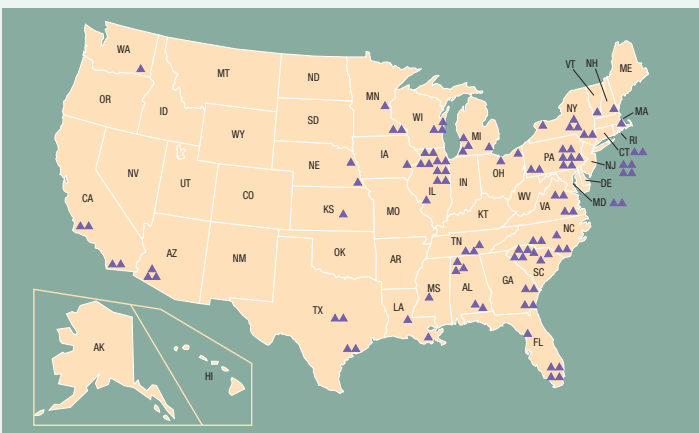 WA
MT
ND
MN
OR
ID
WY
SD
WI
MI
NY
VT
NH
ME
MA
RI
CT
NJ
DE
MD
NE
IA
IL
IN
OH
PA
WV
VA
NV
UT
CO
CA
KS
MO
KT
NC
TN
SC
AZ
NM
OK
AR
MS
AL
GA
TX
LA
FL
AK
HI